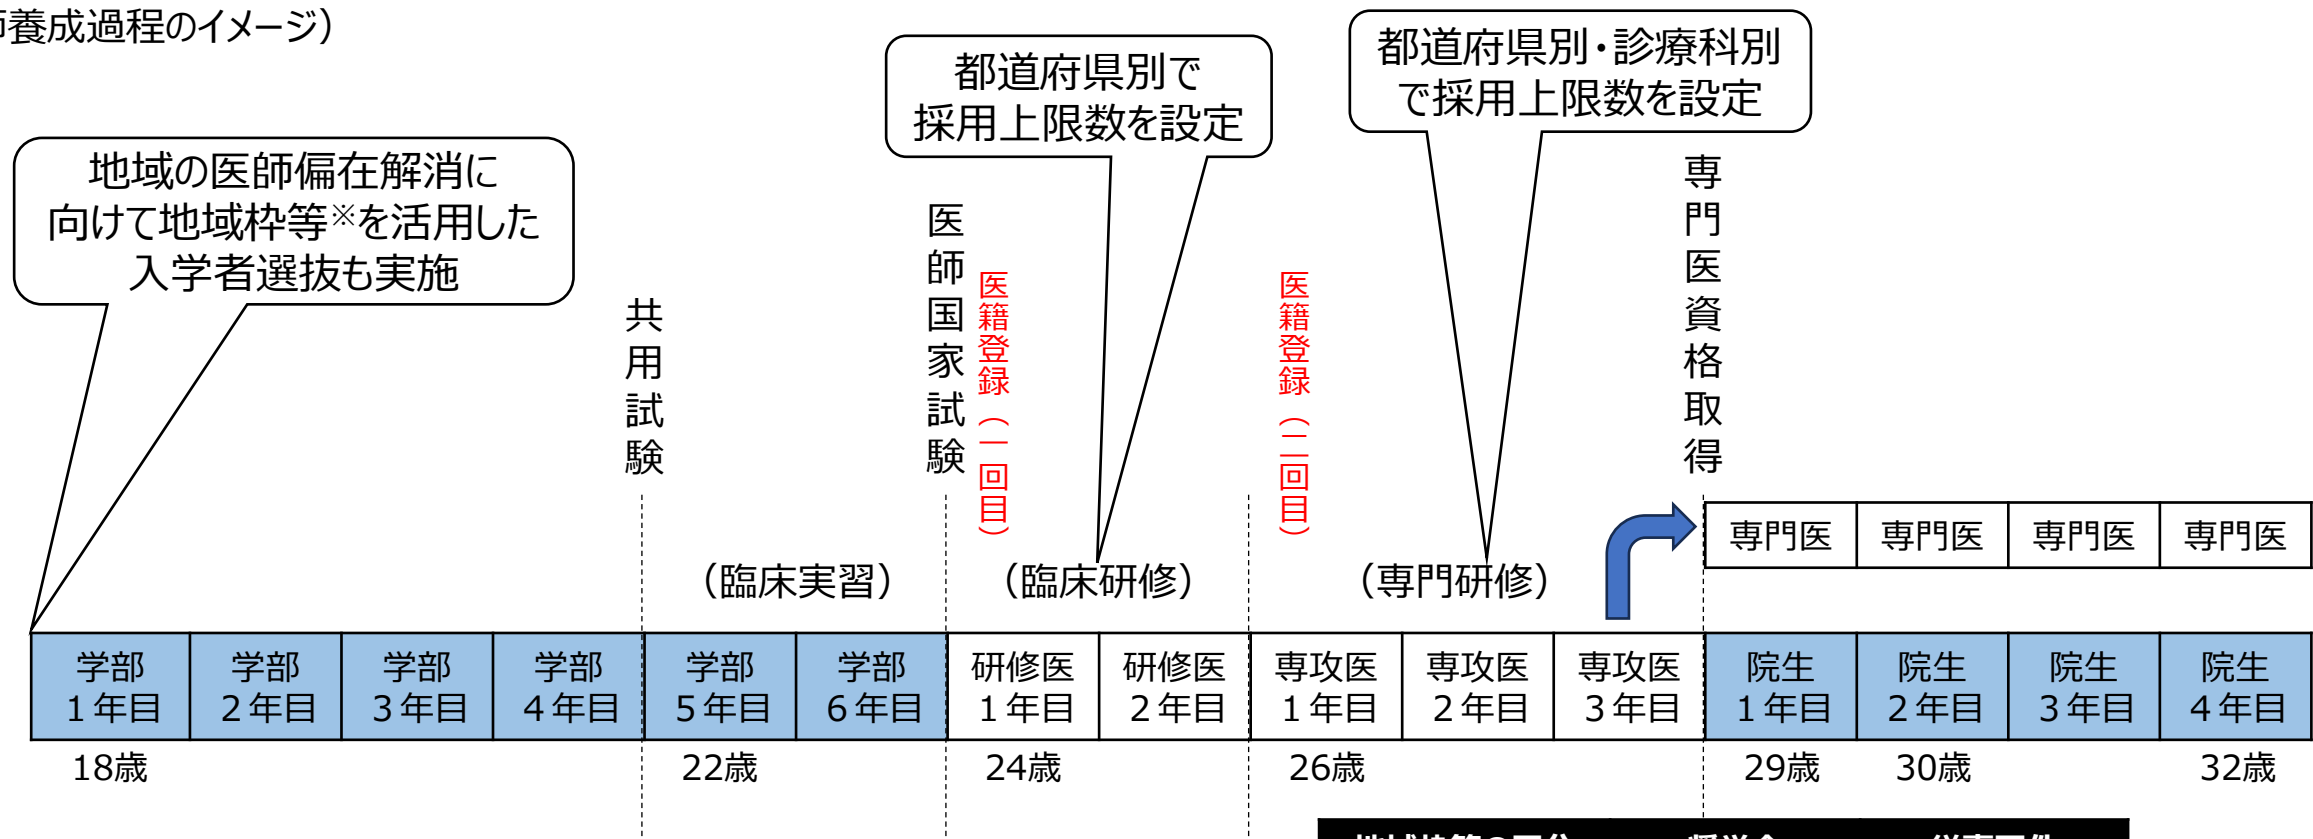 師養成過程のイメージ）
都道府県別で
採用上限数を設定
都道府県別・診療科別
で採用上限数を設定
地域の医師偏在解消に
向けて地域枠等※を活用した
入学者選抜も実施
共用試験
医師国家試験
医籍登録（一回目）
医籍登録（二回目）
専門医資格取得
専門医 専門医 専門医 専門医
（臨床実習） （臨床研修） （専門研修）
学部 学部 学部 学部 学部 学部 研修医 研修医 専攻医 専攻医 専攻医 院生 院生 院生 院生
１年目 ２年目 ３年目 ４年目 ５年目 ６年目 １年目 ２年目 １年目 ２年目 ３年目 １年目 ２年目 ３年目 ４年目
18歳 22歳 24歳 26歳 29歳 30歳 32歳